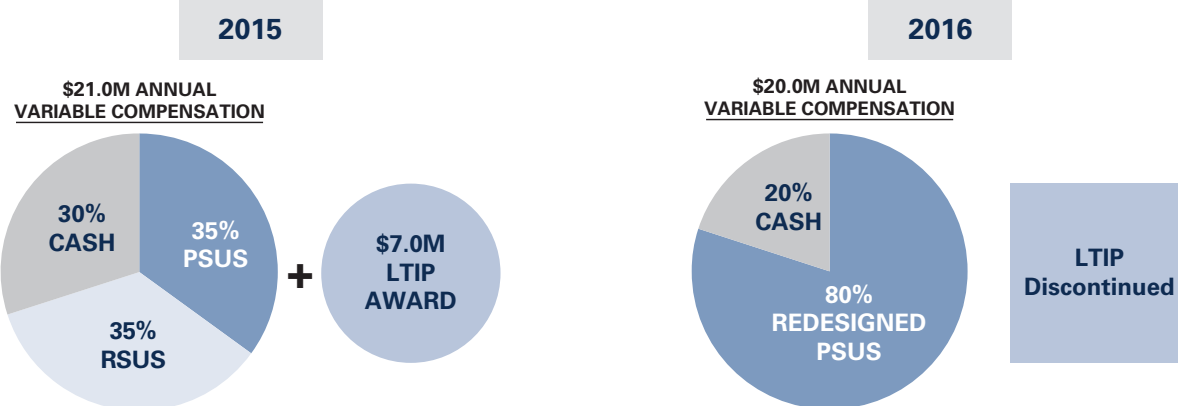 2015
$21.0M ANNUAL
VARIABLE COMPENSATION
30%
CASH
35%
PSUS
35%
RSUS
+
$7.0M
LTIP
AWARD
2016
$20.0M ANNUAL
VARIABLE COMPENSATION
20%
CASH
80%
REDESIGNED
PSUS
LTIP
Discontinued